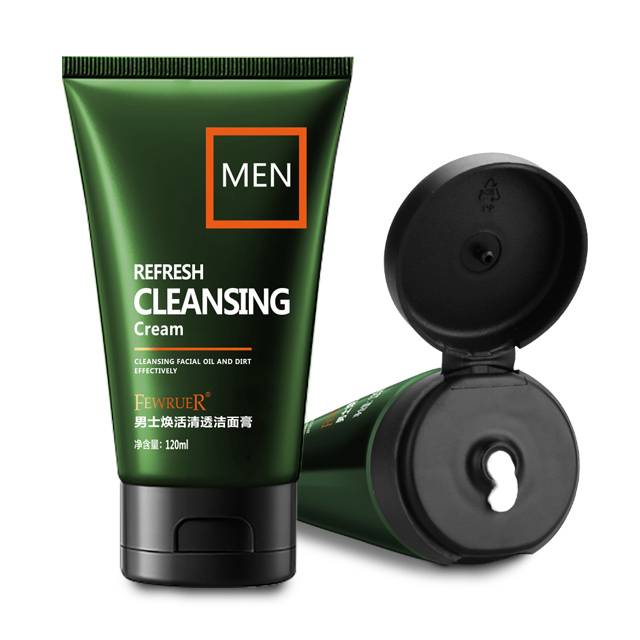 MEN
REFRESH
CLEANSING
Cream
CLEANSING FACIAL OIL AND DIRT
EFFECTIVELY
FEWRUER®
男士焕活清透洁面膏
净含量: 120ml
PP